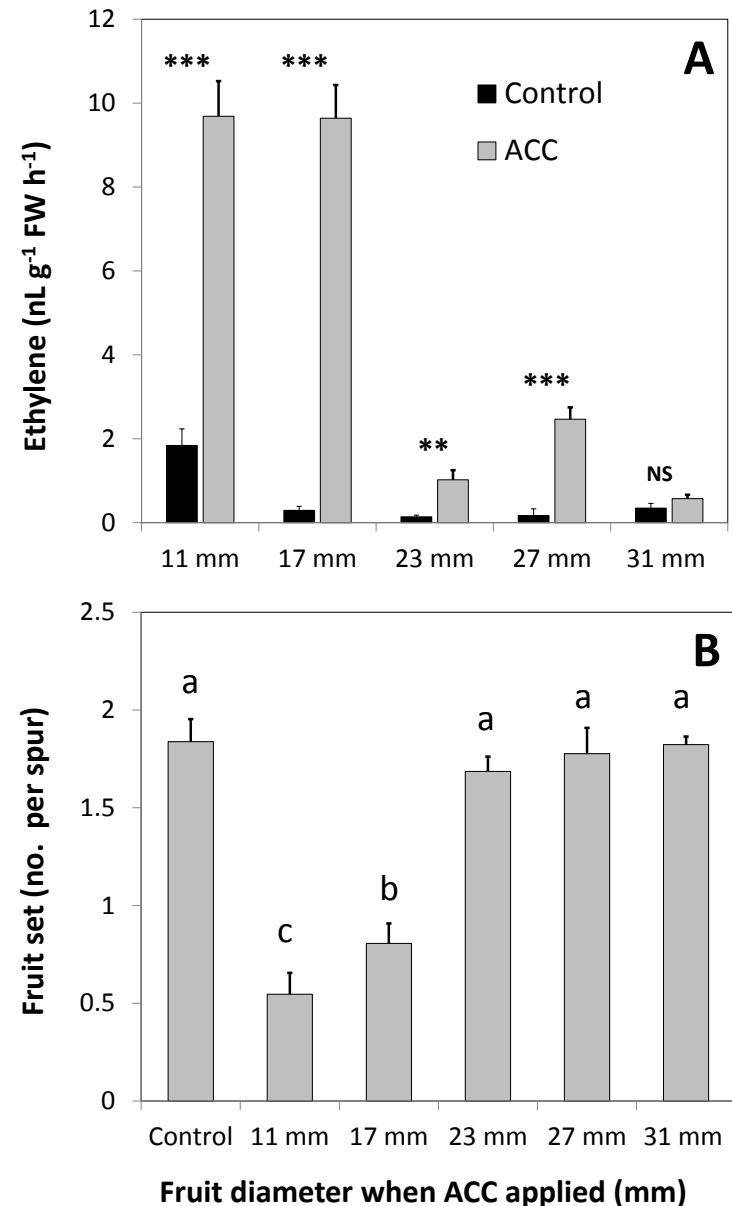 12
10
8
6
4
2
0
Ethylene (nL g⁻¹ FW h⁻¹)
A
Control
ACC
***
***
**
***
NS
11 mm
17 mm
23 mm
27 mm
31 mm
2.5
2
1.5
1
0.5
0
Fruit set (no. per spur)
B
a
c
b
a
a
a
Control
11 mm
17 mm
23 mm
27 mm
31 mm
Fruit diameter when ACC applied (mm)